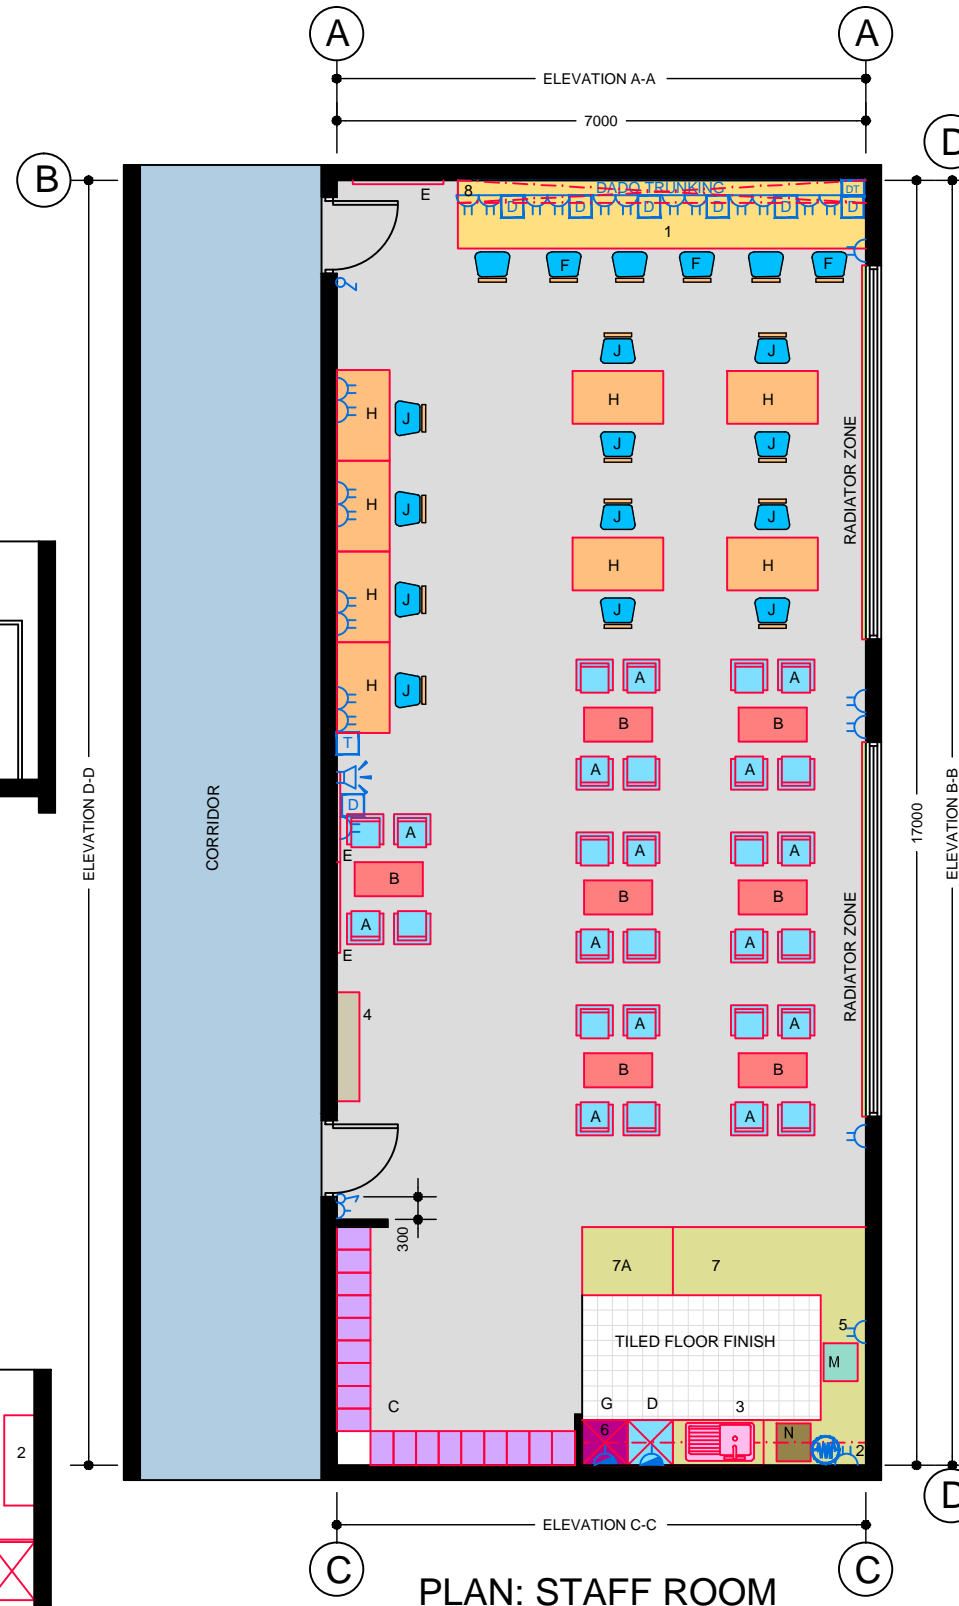 A A
ELEVATION A-A
7000
D
B
E
8 DADO TRUNKING DT
D D D D D D
1
F F F
J J
H J H H
J J
RADIATOR ZONE
H J
J J
H J H H
J J
H J
A A
B B
T
A A
D
ELEVATION D-D
CORRIDOR
17000
ELEVATION B-B
A A A
E
B B B
A A A
E
RADIATOR ZONE
4
A A
B B
A A
300
7A 7
5
TILED FLOOR FINISH
M
C G D 3
6 N 2
2
ELEVATION C-C
D
C C
PLAN: STAFF ROOM